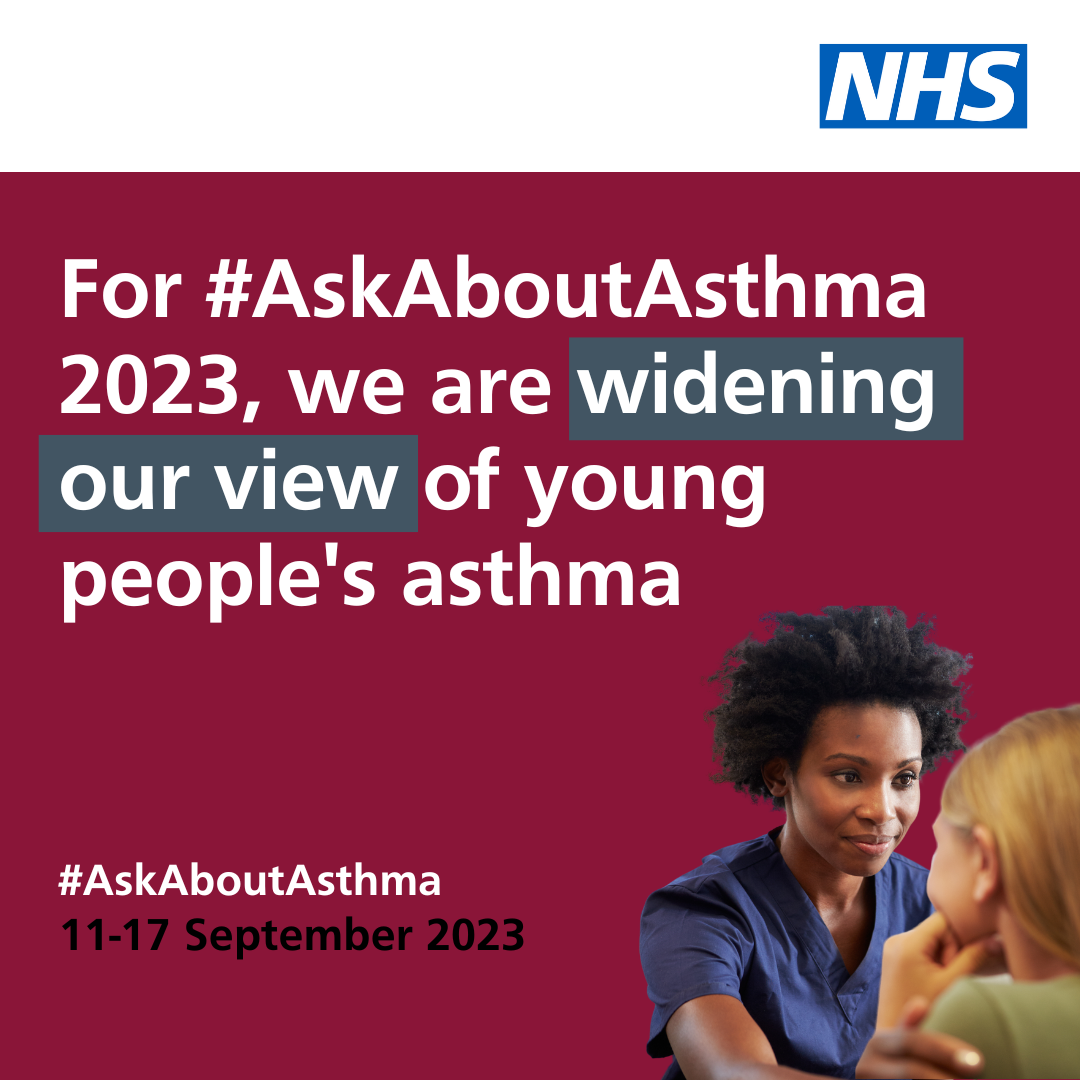 NHS
For #AskAboutAsthma
2023, we are widening
our view of young
people's asthma
#AskAboutAsthma
11-17 September 2023